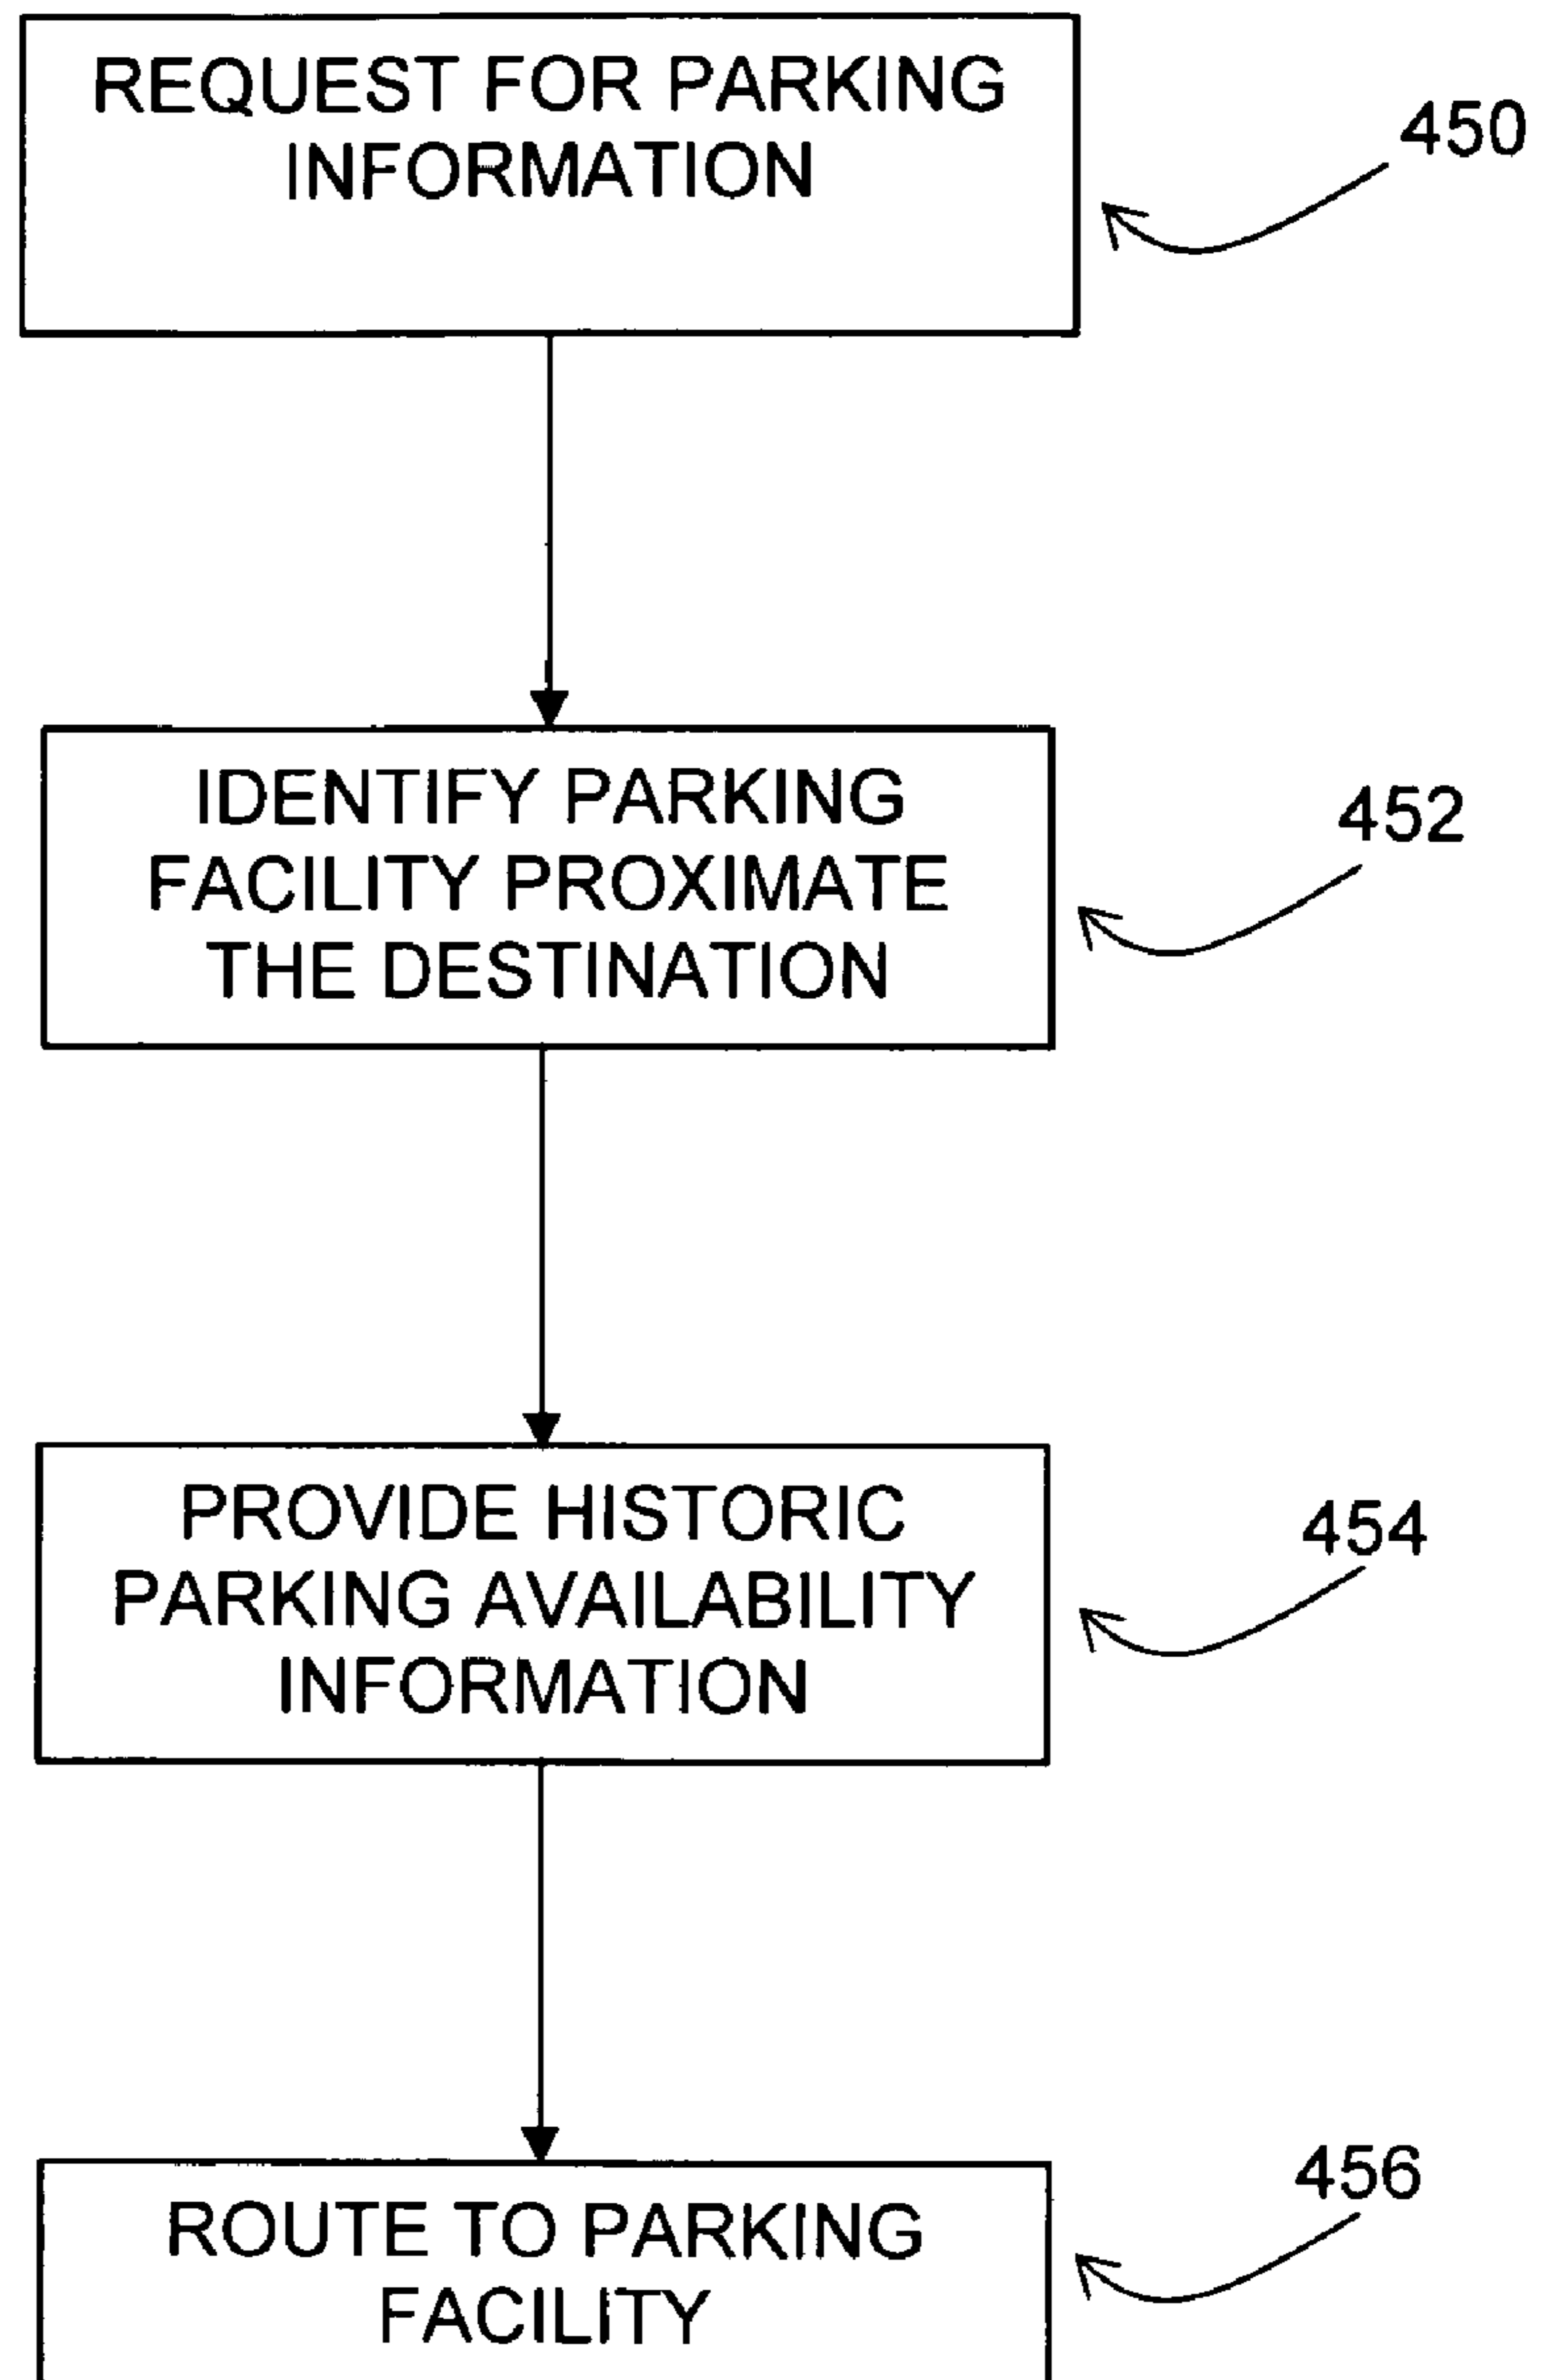 REQUEST FOR PARKING
INFORMATION
450
IDENTIFY PARKING
FACILITY PROXIMATE
THE DESTINATION
452
PROVIDE HISTORIC
PARKING AVAILABILITY
INFORMATION
454
ROUTE TO PARKING
FACILITY
456